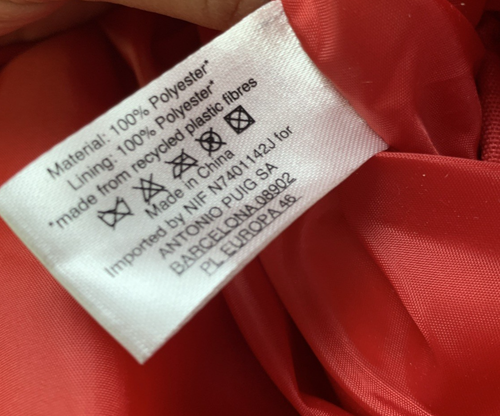 Material: 100% Polyester*
Lining: 100% Polyester*
*made from recycled plastic fibres
Made in China
Imported by NIF N7401142J for
ANTONIO PUIG SA
BARCELONA 08902
PL EUROPA 46